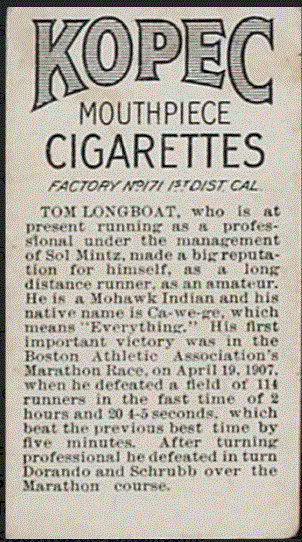 KOPEC
MOUTHPIECE
CIGARETTES
FACTORY Nº 171 1ST DIST CAL.
TOM LONGBOAT, who is at
present running as a profes-
sional under the management
of Sol Mintz, made a big reputa-
tion for himself, as a long
distance runner, as an amateur.
He is a Mohawk Indian and his
native name is Ca-we-ge, which
means "Everything." His first
important victory was in the
Boston Athletic Association's
Marathon Race, on April 19, 1907,
when he defeated a field of 114
runners in the fast time of 2
hours and 20 4-5 seconds, which
beat the previous best time by
five minutes. After turning
professional he defeated in turn
Dorando and Schrubb over the
Marathon course.